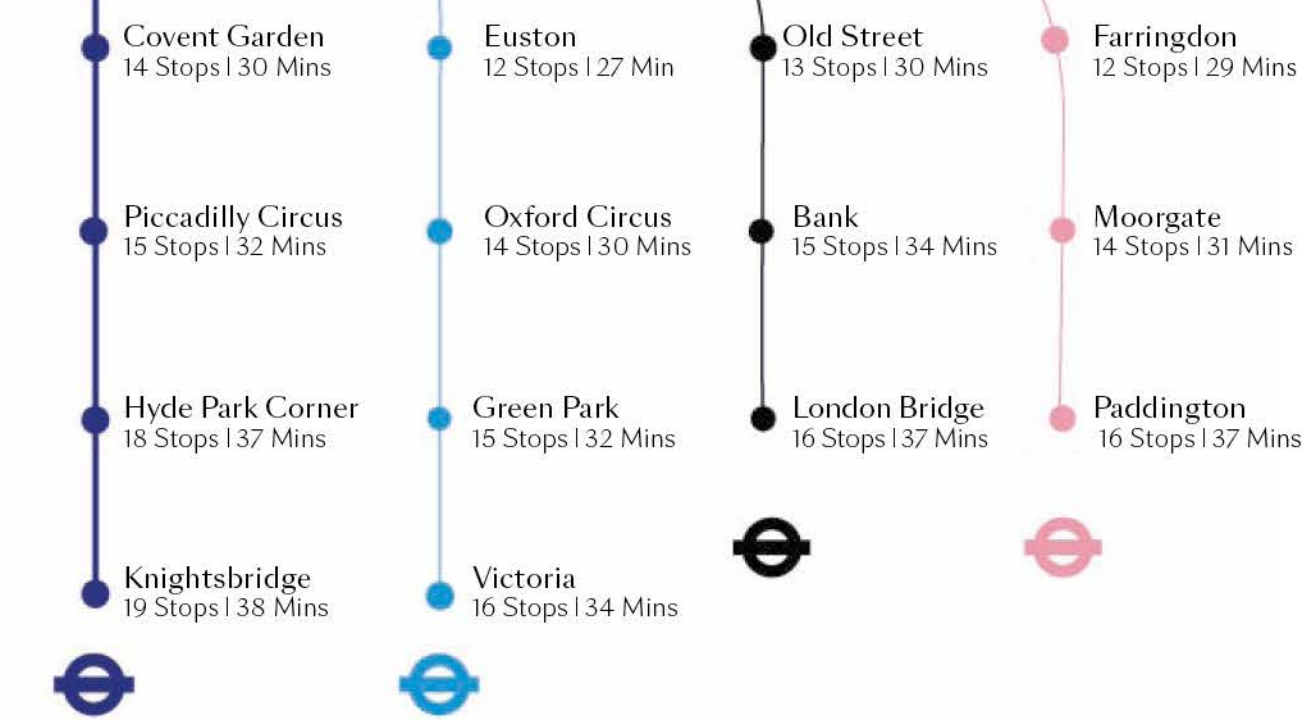 Covent Garden
14 Stops | 30 Mins
Piccadilly Circus
15 Stops | 32 Mins
Hyde Park Corner
18 Stops | 37 Mins
Knightsbridge
19 Stops | 38 Mins
Euston
12 Stops | 27 Min
Oxford Circus
14 Stops | 30 Mins
Green Park
15 Stops | 32 Mins
Victoria
16 Stops | 34 Mins
Old Street
13 Stops | 30 Mins
Bank
15 Stops | 34 Mins
London Bridge
16 Stops | 37 Mins
Farringdon
12 Stops | 29 Mins
Moorgate
14 Stops | 31 Mins
Paddington
16 Stops | 37 Mins